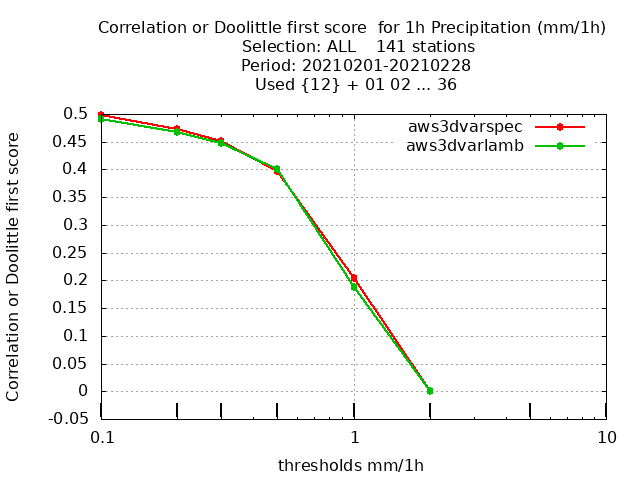 Correlation or Doolittle first score  for 1h Precipitation (mm/1h)
Selection: ALL    141 stations
Period: 20210201-20210228
Used {12} + 01 02 ... 36
aws3dvarspec
aws3dvarlamb
Correlation or Doolittle first score
0.5
0.45
0.4
0.35
0.3
0.25
0.2
0.15
0.1
0.05
0
-0.05
0.1
1
10
thresholds mm/1h